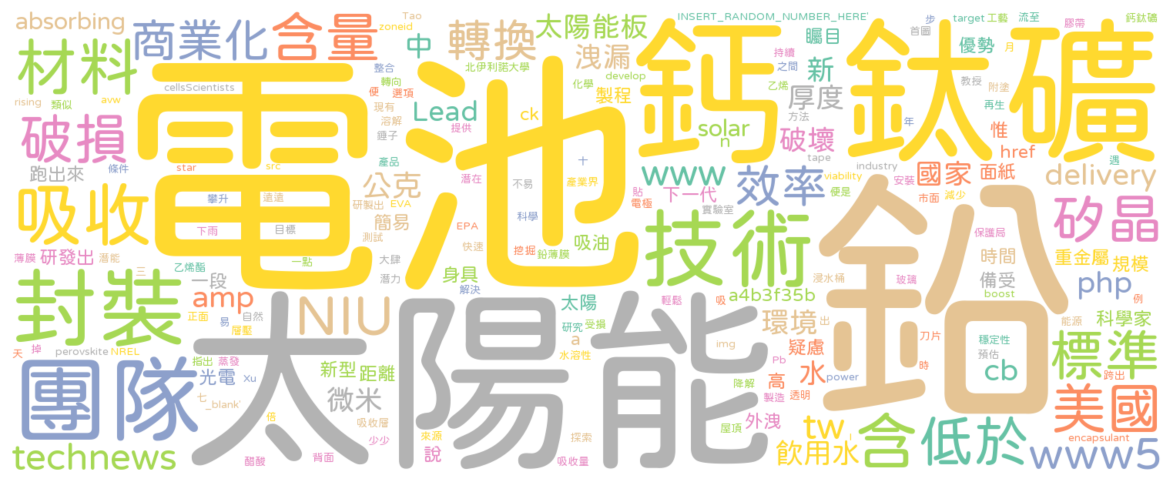 absorbing
商業化
含量
Tao
zoneid
轉換
太陽能板
INSERT_RANDOM_NUMBER_HERE'
步
target
工藝
流至
鈣鈦礦
首圖
膠帶
材料
中
洩漏
鈣
鈦
礦
矚目
持續
之間
新
優勢
月
cellsScientists
整合
轉向
北伊利諾大學
化學
develop
乙烯
教授
附塗
再生
rising
類似
avw
便
選項
現有
溶解
Lead
製程
厚度
方法
年
電池
破損
錘子
提供
ck
solar
n
破壞
惟
href
遇
跑出來
條件
star
src
產品
潛在
不易
十
產業界
tape
industry
viability
國家
面紙
吸收
攀升
遠遠
公克
研製出
EVA
www
下一代
效率
安裝
便是
市面
減少
delivery
貼
電極
實驗室
下雨
目標
簡易
測試
EPA
科學
快速
挖掘
吸油
鉛薄膜
技術
鉛
保護局
矽晶
薄膜
研發出
潛能
三
乙烯酯
一段
一點
大肆
潛力
身具
解決
浸水桶
玻璃
時間
重金屬
規模
備受
例
封裝
amp
正面
易
層壓
自然
太陽能
NIU
太陽
輕鬆
吸
a4b3f35b
boost
php
能源
科學家
天
掉
perovskite
NREL
指出
蒸發
新型
距離
研究
受損
a
水溶性
img
環境
出
疑慮
刀片
穩定性
預估
標準
團隊
光電
Xu
七
_blank'
倍
微米
降解
Pb
高
製造
透明
水
power
時
cb
跨出
美國
吸收層
少少
來源
說
探索
屋頂
外洩
tw
i
含
低於
encapsulant
technews
醋酸
背面
吸收量
飲用水
www5